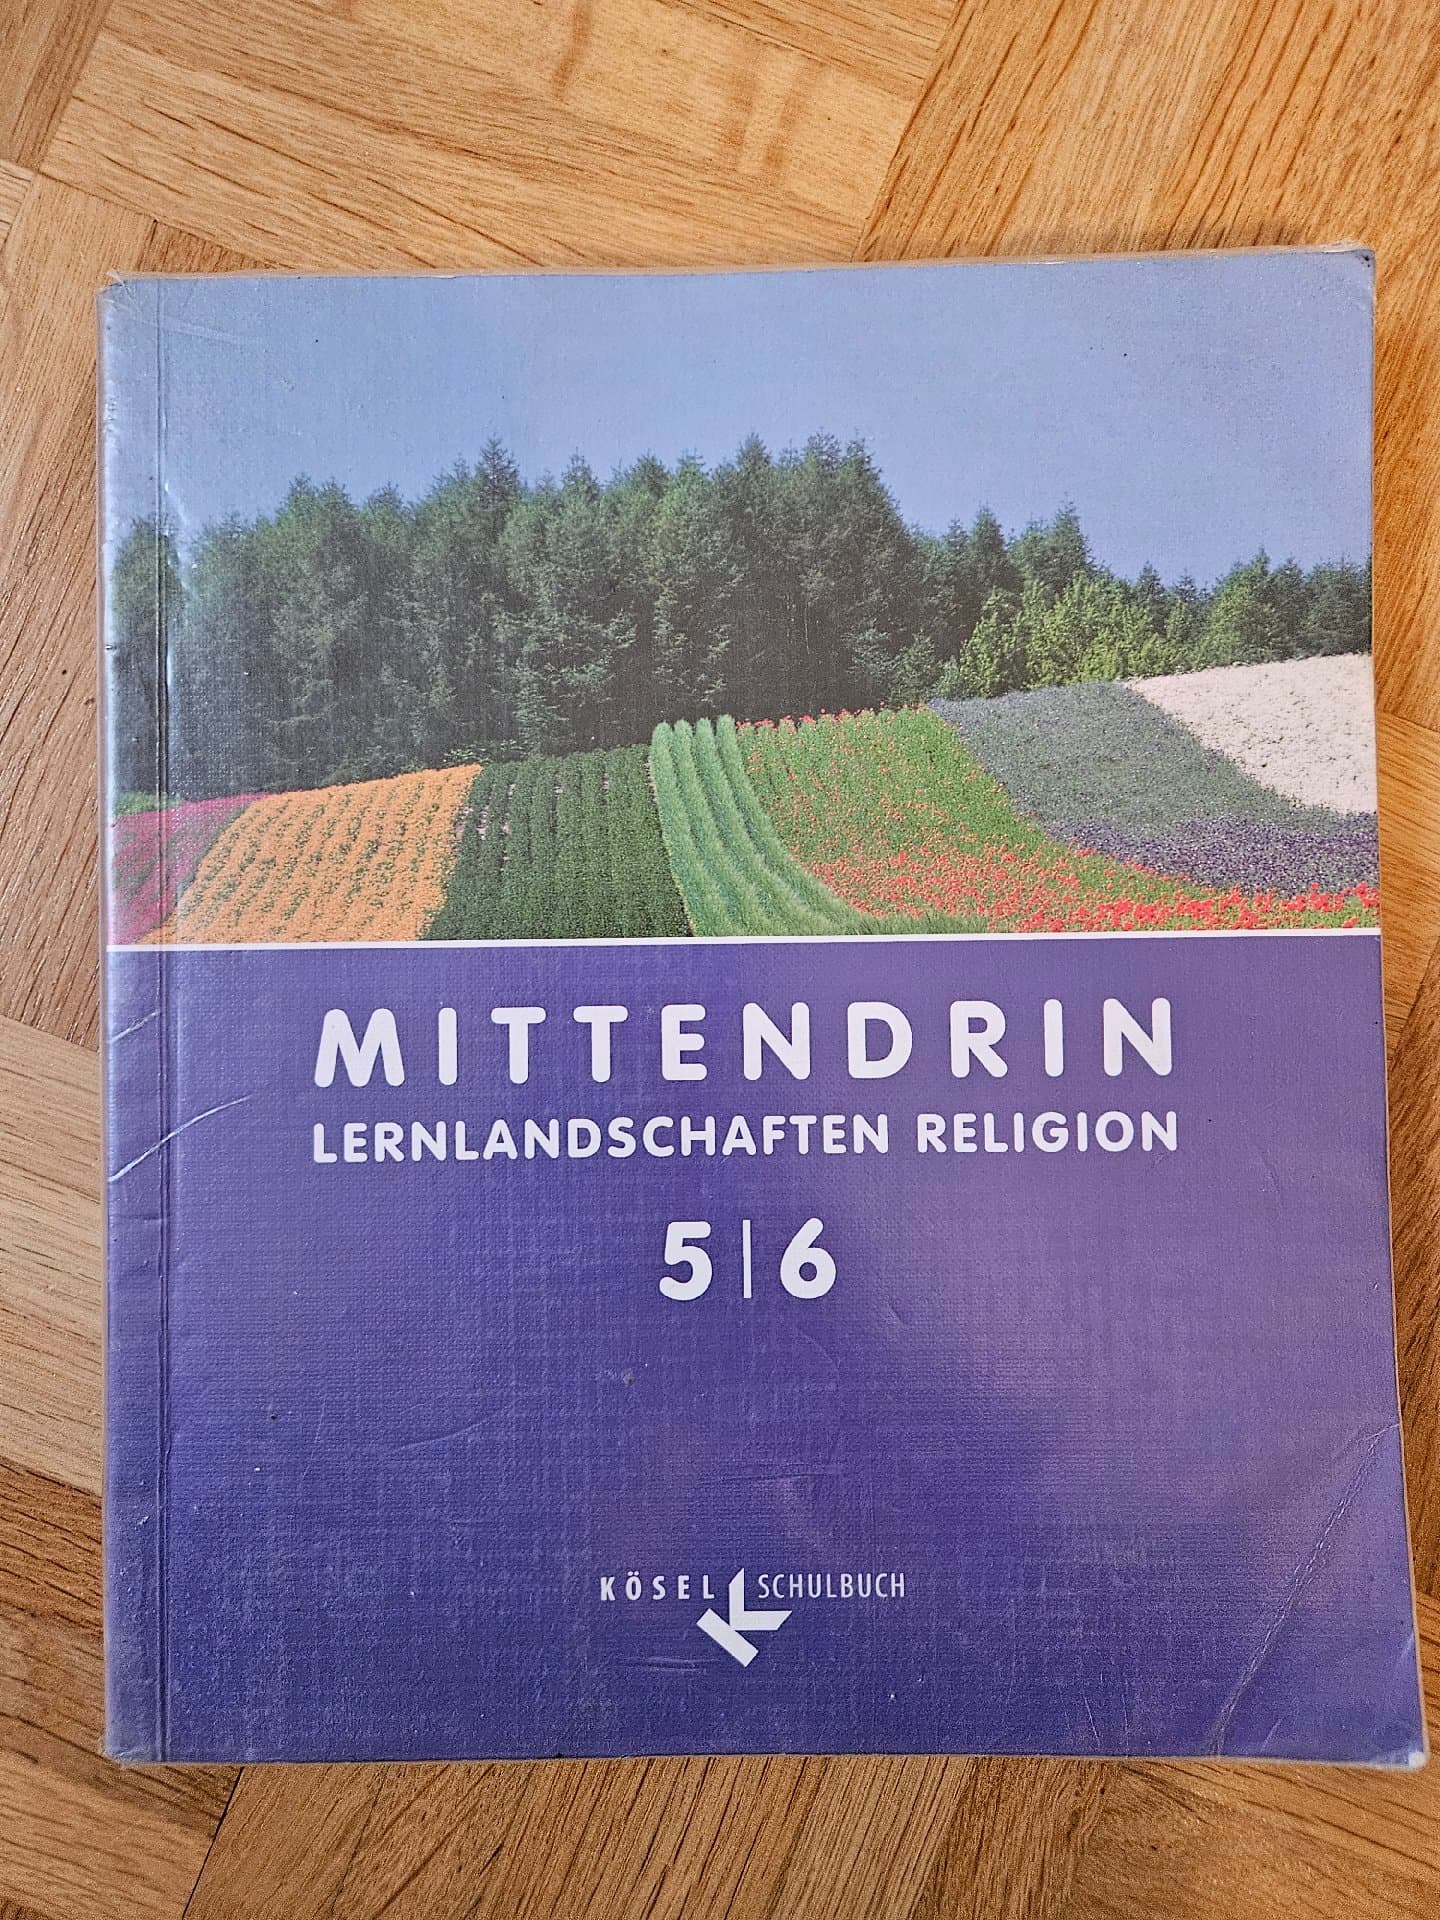 MITTENDRIN
LERNLANDSCHAFTEN RELIGION
5|6
KÖSEL SCHULBUCH